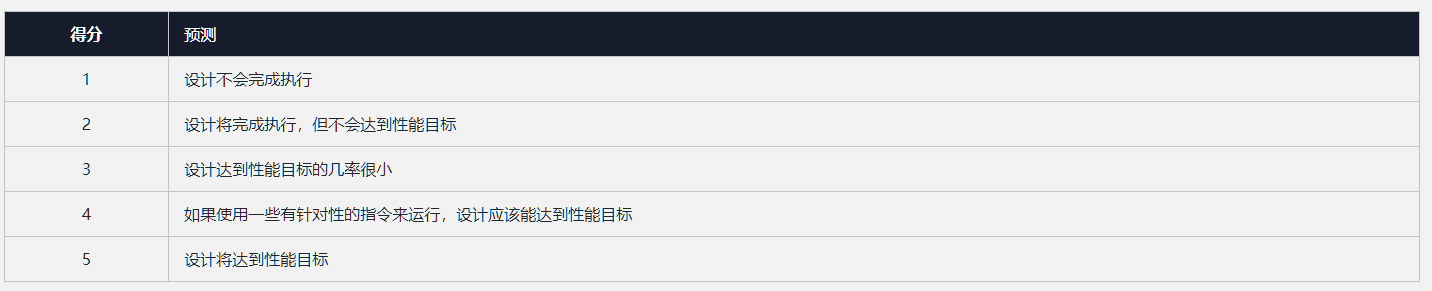 得分 预测
1 设计不会完成执行
2 设计将完成执行，但不会达到性能目标
3 设计达到性能目标的几率很小
4 如果使用一些有针对性的指令来运行，设计应该能达到性能目标
5 设计将达到性能目标